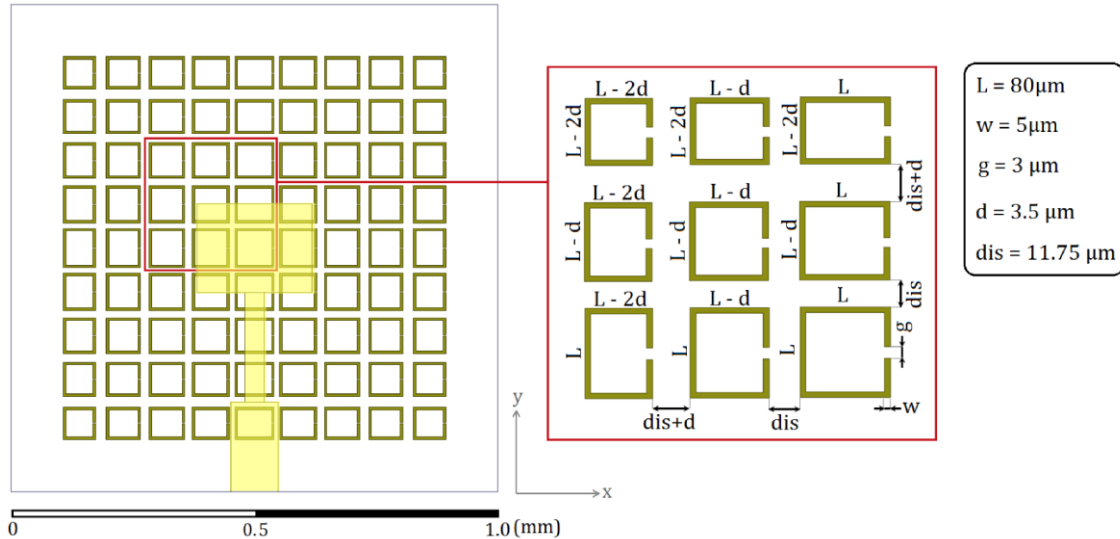 L - 2d L - d L
L - 2d L - 2d L - 2d
dis+d
L - 2d L - d L
L - d L - d L - d
dis
L - 2d L - d L
L L L
g
w
dis+d dis
L = 80μm
w = 5μm
g = 3 μm
d = 3.5 μm
dis = 11.75 μm
y
x
0 0.5 1.0 (mm)